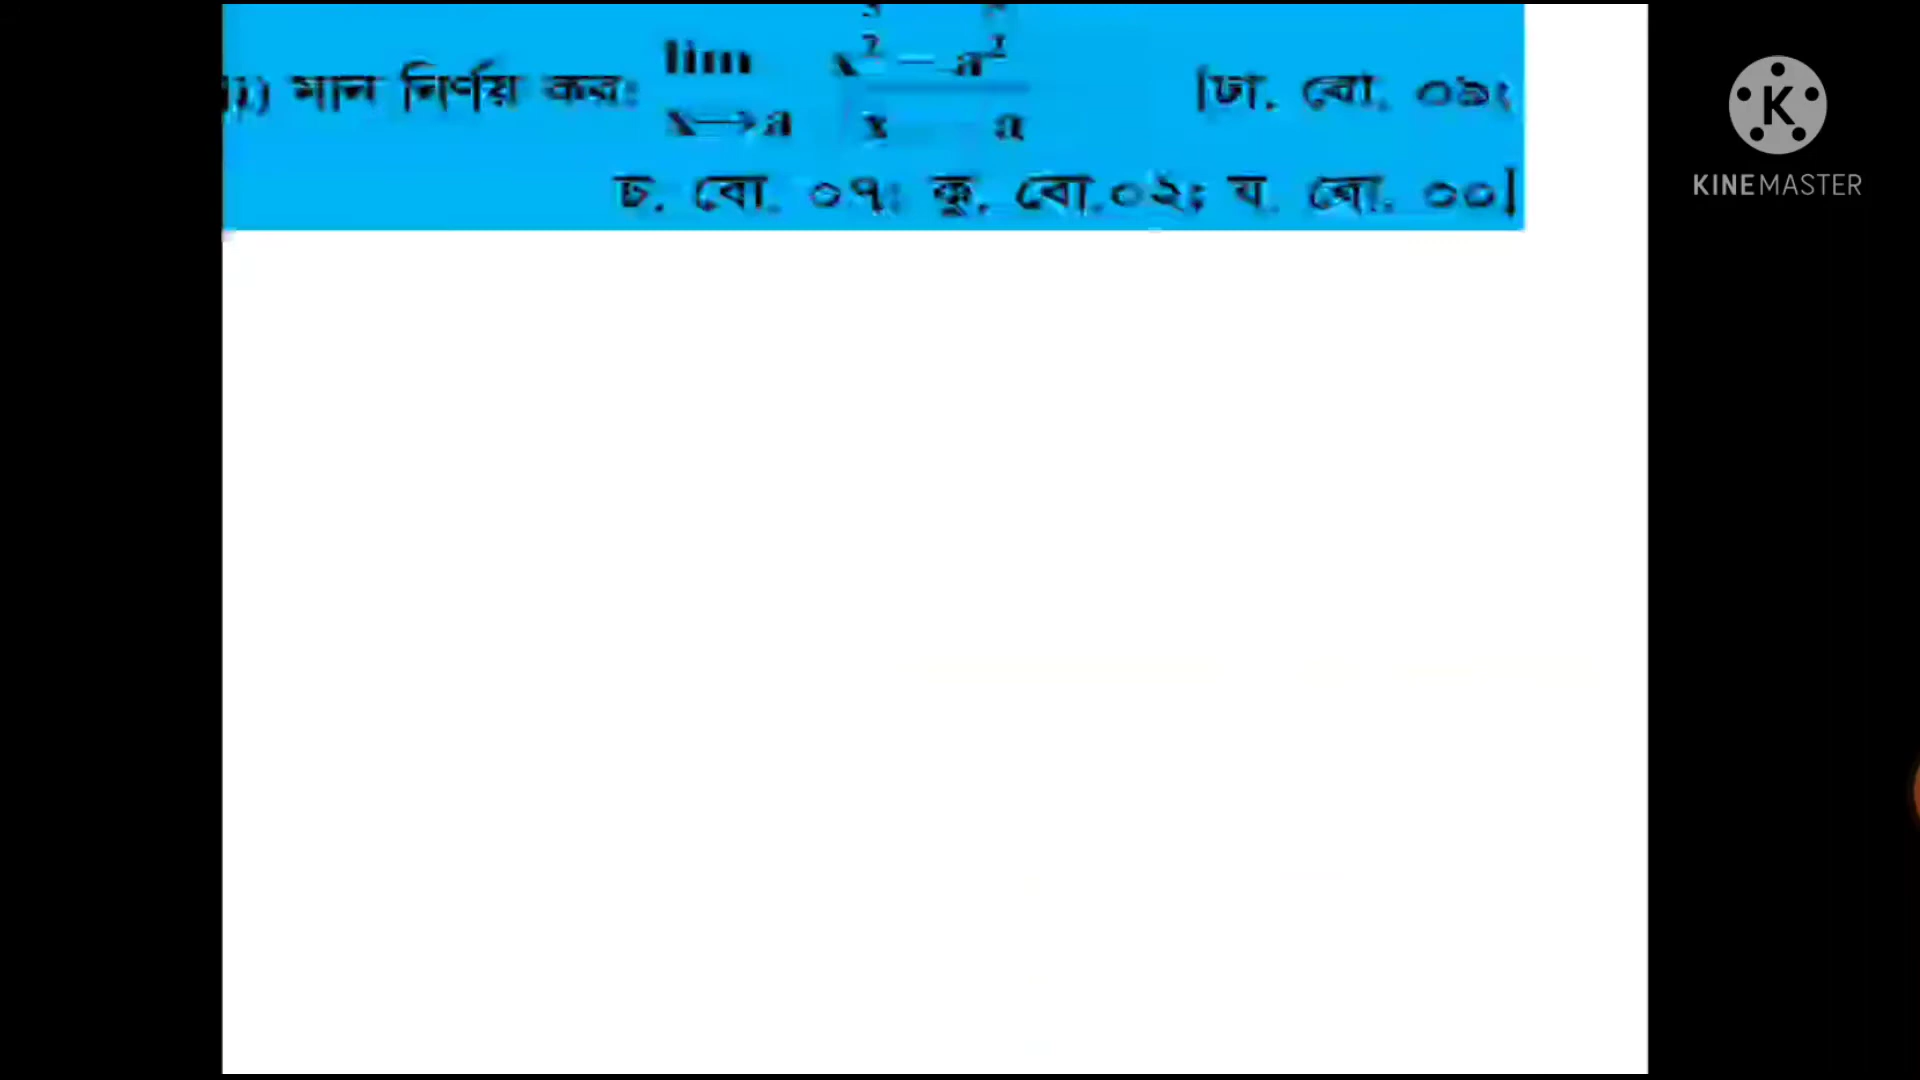 i) মান নির্ণয় কর: lim x→a (x² − a²) / (x a) [ঢা. বো. ০৯;
চ. বো. ০৭; কু. বো.০২; য. বো. ০০]
KINEMASTER